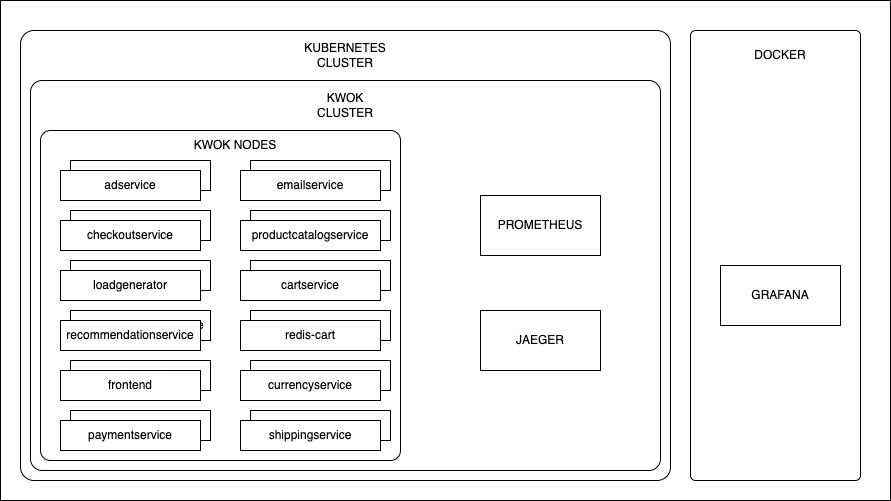 KUBERNETES
CLUSTER
DOCKER
KWOK
CLUSTER
KWOK NODES
adservice
emailservice
checkoutservice
productcatalogservice
loadgenerator
cartservice
recommendationservice
redis-cart
frontend
currencyservice
paymentservice
shippingservice
PROMETHEUS
JAEGER
GRAFANA